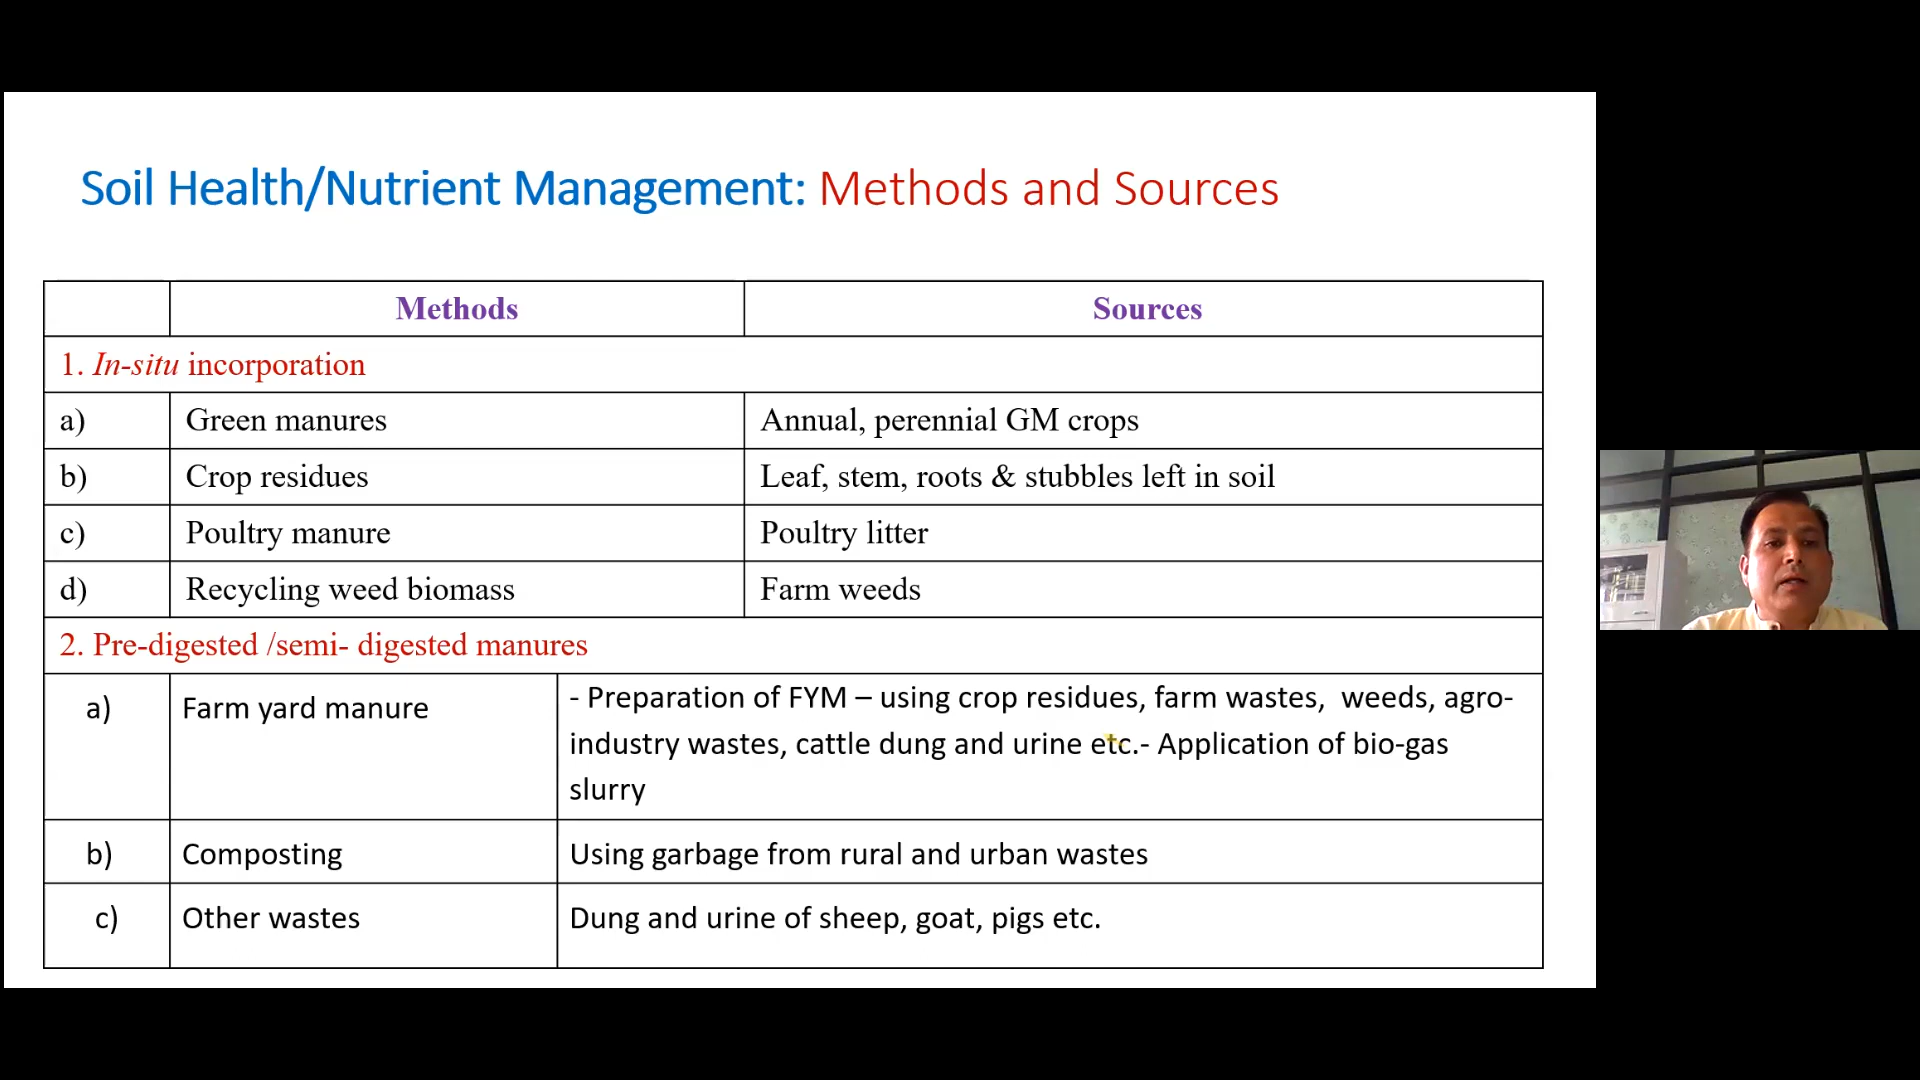 Soil Health/Nutrient Management: Methods and Sources
Methods Sources
1. In-situ incorporation
a) Green manures Annual, perennial GM crops
b) Crop residues Leaf, stem, roots & stubbles left in soil
c) Poultry manure Poultry litter
d) Recycling weed biomass Farm weeds
2. Pre-digested /semi- digested manures
a) Farm yard manure - Preparation of FYM – using crop residues, farm wastes, weeds, agro-
industry wastes, cattle dung and urine etc.- Application of bio-gas
slurry
b) Composting Using garbage from rural and urban wastes
c) Other wastes Dung and urine of sheep, goat, pigs etc.